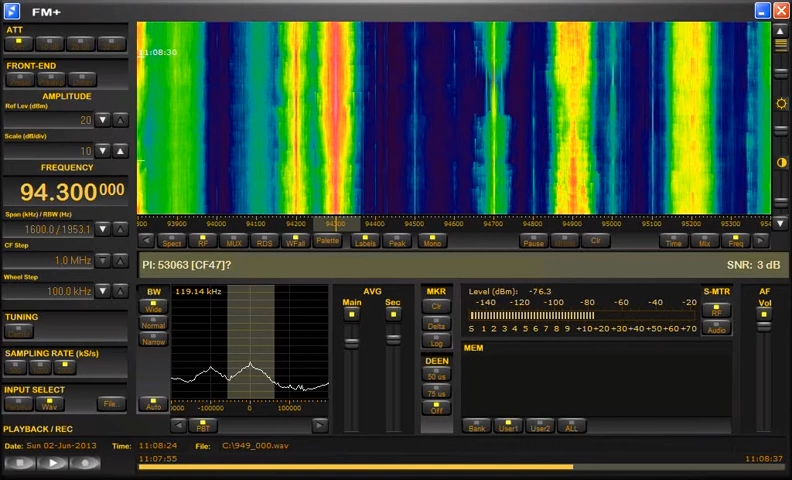 FM+
ATT
FRONT-END
AMPLITUDE
Ref Lev (dBm)
20
Scale (dB/div)
10
FREQUENCY
94.300000
Span (kHz) / RBW (Hz)
1600.0 / 1953.1
CF Step
1.0 MHz
Wheel Step
100.0 kHz
TUNING
SAMPLING RATE (kS/s)
INPUT SELECT
Wav File
PLAYBACK / REC
11:08:30
93900 94000 94100 94200 94300 94400 94500 94600 94700 94800 94900 95000 95100 95200 95300
Spect RF MUX RDS WFall Palette Labels Peak Mono Pause Clr Time Mix Freq
PI: 53063 [CF47]? SNR: 3 dB
BW
Wide
Normal
Narrow
Auto
119.14 kHz
-100000 0 100000
PBT
AVG
Main Sec
MKR
Clr
Delta
Log
DEEN
50 us
75 us
Off
Level (dBm): -76.3
-140 -120 -100 -80 -60 -40 -20
S 1 2 3 4 5 6 7 8 9 +10+20+30+40+50+60+70
S-MTR
RF
Audio
MEM
Bank User1 User2 ALL
AF
Vol
Date: Sun 02-Jun-2013 Time: 11:08:24 File: C:\949_000.wav
11:07:55 11:08:37